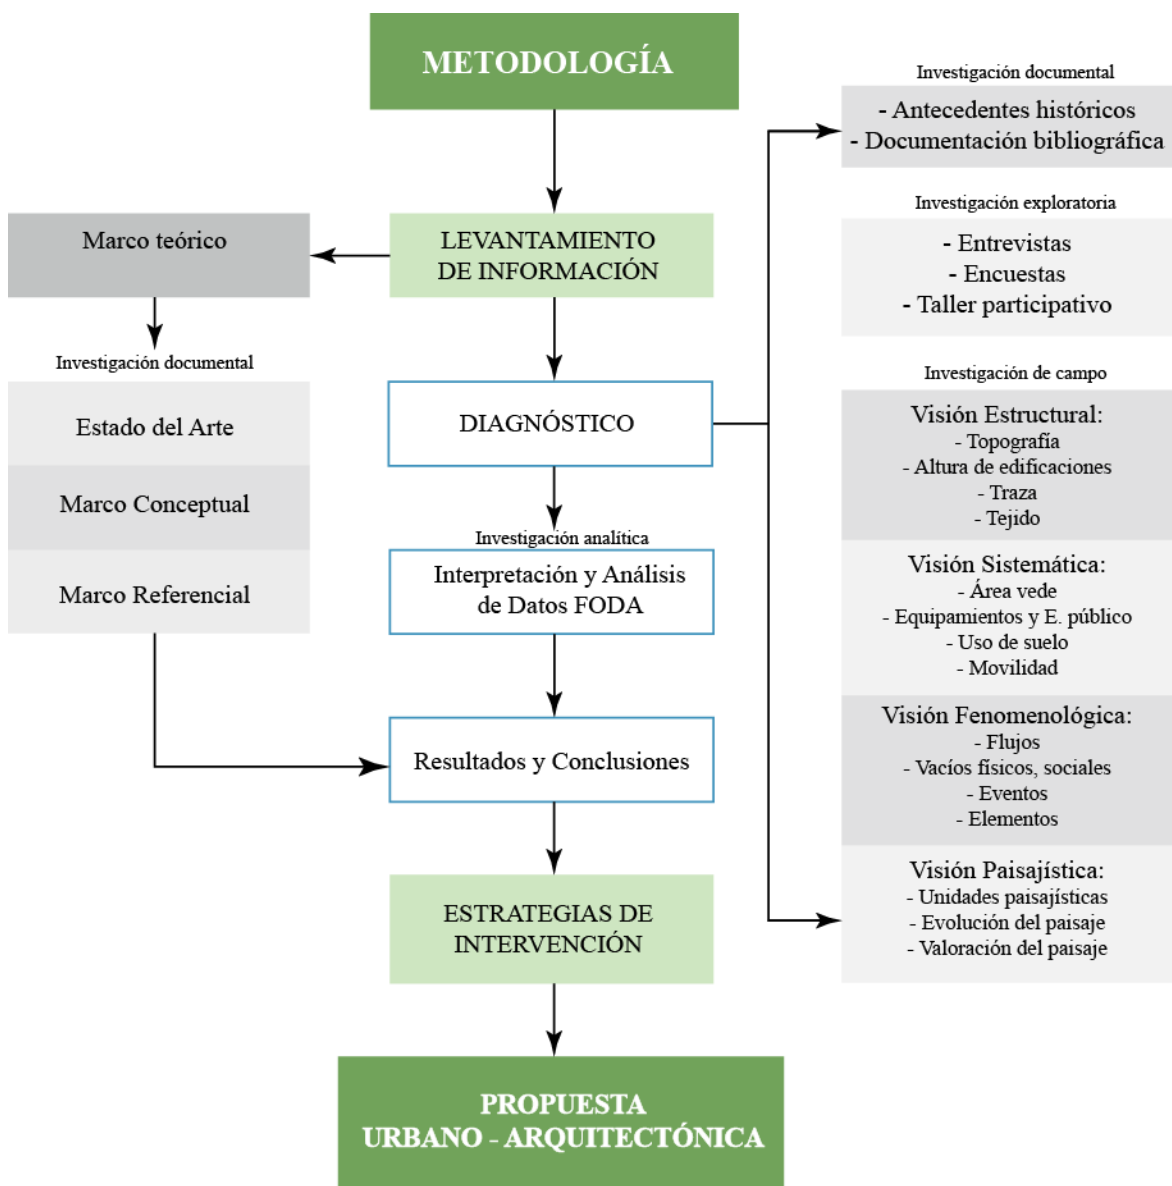 METODOLOGÍA
LEVANTAMIENTO
DE INFORMACIÓN
Marco teórico
Investigación documental
Estado del Arte
Marco Conceptual
Marco Referencial
DIAGNÓSTICO
Investigación analítica
Interpretación y Análisis
de Datos FODA
Resultados y Conclusiones
ESTRATEGIAS DE
INTERVENCIÓN
PROPUESTA
URBANO - ARQUITECTÓNICA
Investigación documental
- Antecedentes históricos
- Documentación bibliográfica
Investigación exploratoria
- Entrevistas
- Encuestas
- Taller participativo
Investigación de campo
Visión Estructural:
- Topografía
- Altura de edificaciones
- Traza
- Tejido
Visión Sistemática:
- Área vede
- Equipamientos y E. público
- Uso de suelo
- Movilidad
Visión Fenomenológica:
- Flujos
- Vacíos físicos, sociales
- Eventos
- Elementos
Visión Paisajística:
- Unidades paisajísticas
- Evolución del paisaje
- Valoración del paisaje